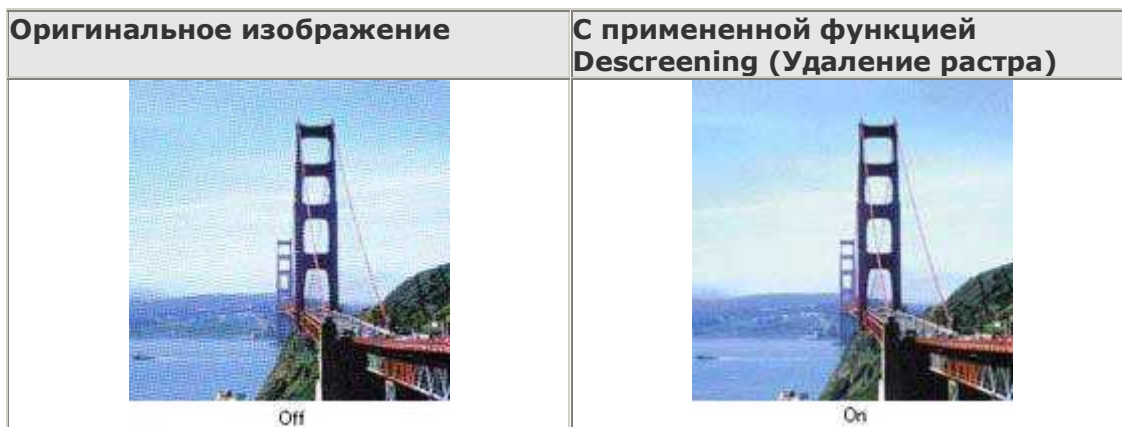 Оригинальное изображение
С примененной функцией
Descreening (Удаление растра)
Off
On